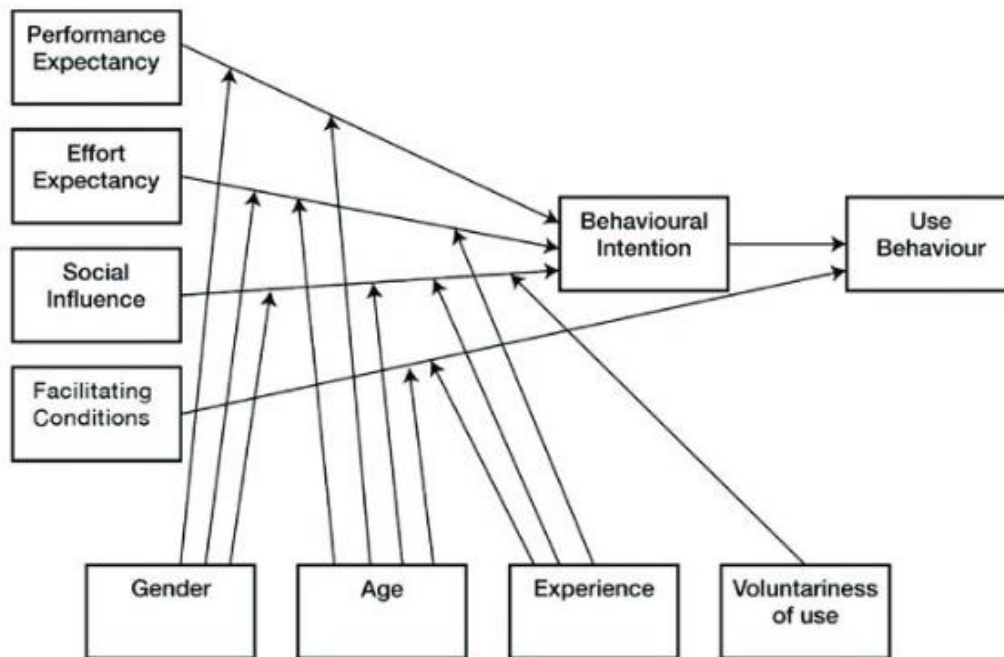 Performance
Expectancy
Effort
Expectancy
Social
Influence
Facilitating
Conditions
Behavioural
Intention
Use
Behaviour
Gender
Age
Experience
Voluntariness
of use